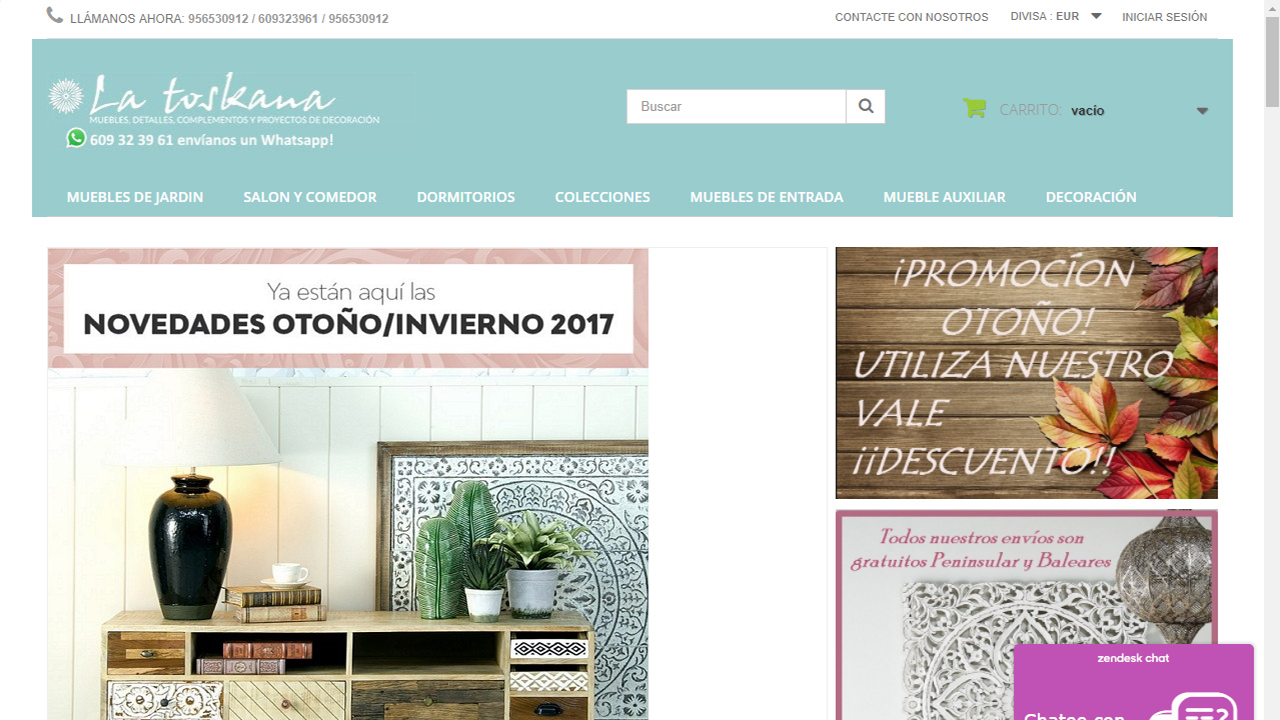 LLÁMANOS AHORA: 956530912 / 609323961 / 956530912
CONTACTE CON NOSOTROS
DIVISA : EUR
INICIAR SESIÓN
La toskana
MUEBLES, DETALLES, COMPLEMENTOS Y PROYECTOS DE DECORACIÓN
609 32 39 61 envíanos un Whatsapp!
Buscar
CARRITO: vacío
MUEBLES DE JARDIN
SALON Y COMEDOR
DORMITORIOS
COLECCIONES
MUEBLES DE ENTRADA
MUEBLE AUXILIAR
DECORACIÓN
Ya están aquí las
NOVEDADES OTOÑO/INVIERNO 2017
¡PROMOCÍON
OTOÑO!
UTILIZA NUESTRO
VALE
¡¡DESCUENTO!!
Todos nuestros envíos son
gratuitos Peninsular y Baleares
zendesk chat
Chatee con